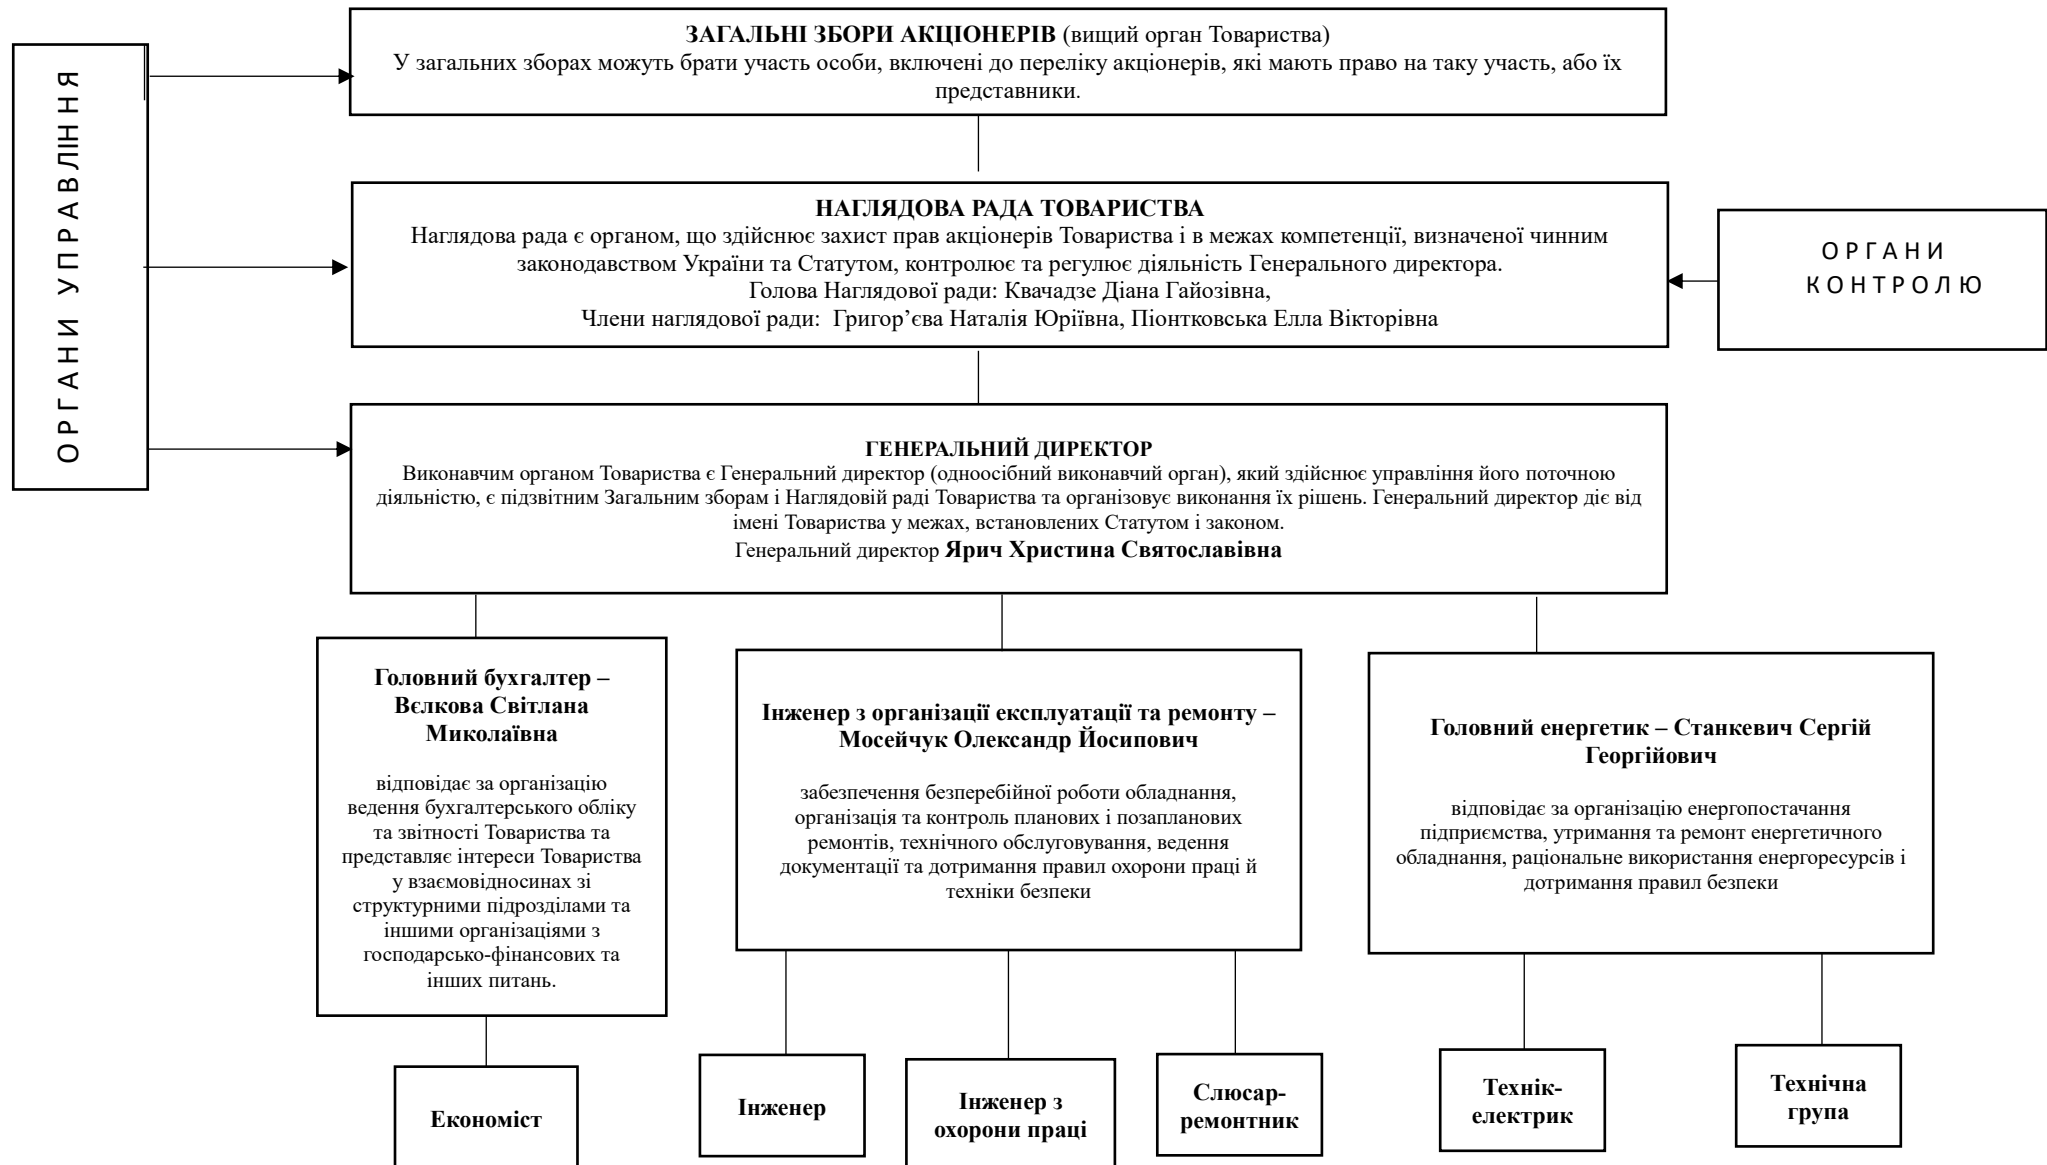 ОРГАНИ УПРАВЛІННЯ
ЗАГАЛЬНІ ЗБОРИ АКЦІОНЕРІВ (вищий орган Товариства)
У загальних зборах можуть брати участь особи, включені до переліку акціонерів, які мають право на таку участь, або їх
представники.
НАГЛЯДОВА РАДА ТОВАРИСТВА
Наглядова рада є органом, що здійснює захист прав акціонерів Товариства і в межах компетенції, визначеної чинним
законодавством України та Статутом, контролює та регулює діяльність Генерального директора.
Голова Наглядової ради: Квачадзе Діана Гайозівна,
Члени наглядової ради: Григор’єва Наталія Юріївна, Піонтковська Елла Вікторівна
ОРГАНИ
КОНТРОЛЮ
ГЕНЕРАЛЬНИЙ ДИРЕКТОР
Виконавчим органом Товариства є Генеральний директор (одноосібний виконавчий орган), який здійснює управління його поточною
діяльністю, є підзвітним Загальним зборам і Наглядовій раді Товариства та організовує виконання їх рішень. Генеральний директор діє від
імені Товариства у межах, встановлених Статутом і законом.
Генеральний директор Ярич Христина Святославівна
Головний бухгалтер –
Вєлкова Світлана
Миколаївна
відповідає за організацію
ведення бухгалтерського обліку
та звітності Товариства та
представляє інтереси Товариства
у взаємовідносинах зі
структурними підрозділами та
іншими організаціями з
господарсько-фінансових та
інших питань.
Інженер з організації експлуатації та ремонту –
Мосейчук Олександр Йосипович
забезпечення безперебійної роботи обладнання,
організація та контроль планових і позапланових
ремонтів, технічного обслуговування, ведення
документації та дотримання правил охорони праці й
техніки безпеки
Головний енергетик – Станкевич Сергій
Георгійович
відповідає за організацію енергопостачання
підприємства, утримання та ремонт енергетичного
обладнання, раціональне використання енергоресурсів і
дотримання правил безпеки
Економіст
Інженер
Інженер з
охорони праці
Слюсар-
ремонтник
Технік-
електрик
Технічна
група